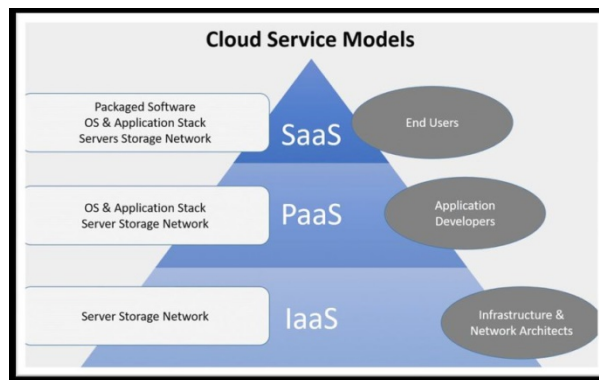 Cloud Service Models
Packaged Software
OS & Application Stack
Servers Storage Network
SaaS
End Users
OS & Application Stack
Server Storage Network
PaaS
Application
Developers
Server Storage Network
IaaS
Infrastructure &
Network Architects